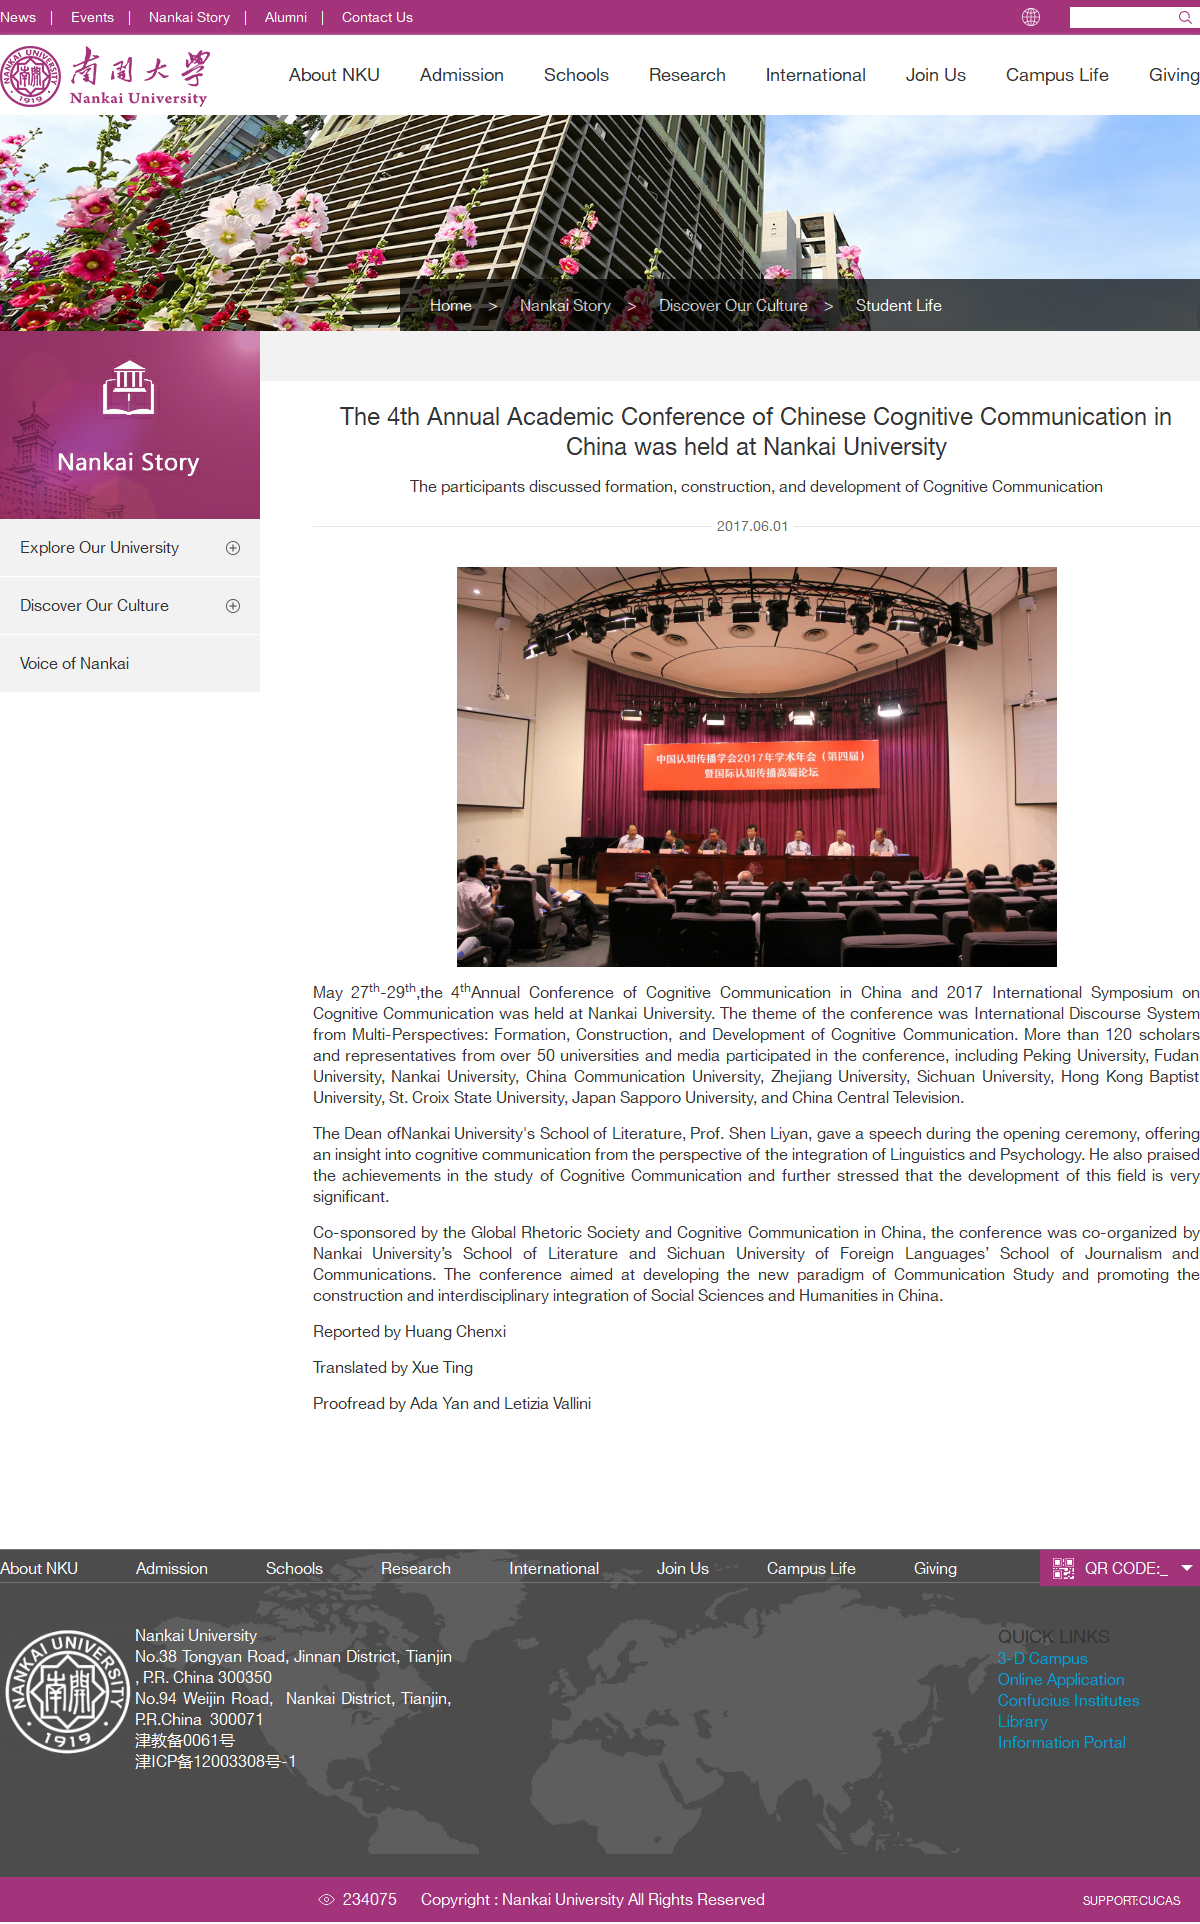 News | Events | Nankai Story | Alumni | Contact Us
NANKAI UNIVERSITY 南開 1919
南開大學
Nankai University
About NKU Admission Schools Research International Join Us Campus Life Giving
Home > Nankai Story > Discover Our Culture > Student Life
Nankai Story
Explore Our University
Discover Our Culture
Voice of Nankai
The 4th Annual Academic Conference of Chinese Cognitive Communication in
China was held at Nankai University
The participants discussed formation, construction, and development of Cognitive Communication
2017.06.01
中国认知传播学会2017年学术年会（第四届）
暨国际认知传播高端论坛
May 27th-29th,the 4thAnnual Conference of Cognitive Communication in China and 2017 International Symposium on
Cognitive Communication was held at Nankai University. The theme of the conference was International Discourse System
from Multi-Perspectives: Formation, Construction, and Development of Cognitive Communication. More than 120 scholars
and representatives from over 50 universities and media participated in the conference, including Peking University, Fudan
University, Nankai University, China Communication University, Zhejiang University, Sichuan University, Hong Kong Baptist
University, St. Croix State University, Japan Sapporo University, and China Central Television.
The Dean ofNankai University's School of Literature, Prof. Shen Liyan, gave a speech during the opening ceremony, offering
an insight into cognitive communication from the perspective of the integration of Linguistics and Psychology. He also praised
the achievements in the study of Cognitive Communication and further stressed that the development of this field is very
significant.
Co-sponsored by the Global Rhetoric Society and Cognitive Communication in China, the conference was co-organized by
Nankai University’s School of Literature and Sichuan University of Foreign Languages’ School of Journalism and
Communications. The conference aimed at developing the new paradigm of Communication Study and promoting the
construction and interdisciplinary integration of Social Sciences and Humanities in China.
Reported by Huang Chenxi
Translated by Xue Ting
Proofread by Ada Yan and Letizia Vallini
About NKU Admission Schools Research International Join Us Campus Life Giving QR CODE:_
NANKAI UNIVERSITY 南開 1919
Nankai University
No.38 Tongyan Road, Jinnan District, Tianjin
, P.R. China 300350
No.94 Weijin Road, Nankai District, Tianjin,
P.R.China 300071
津教备0061号
津ICP备12003308号-1
QUICK LINKS
3-D Campus
Online Application
Confucius Institutes
Library
Information Portal
234075 Copyright : Nankai University All Rights Reserved
SUPPORT:CUCAS